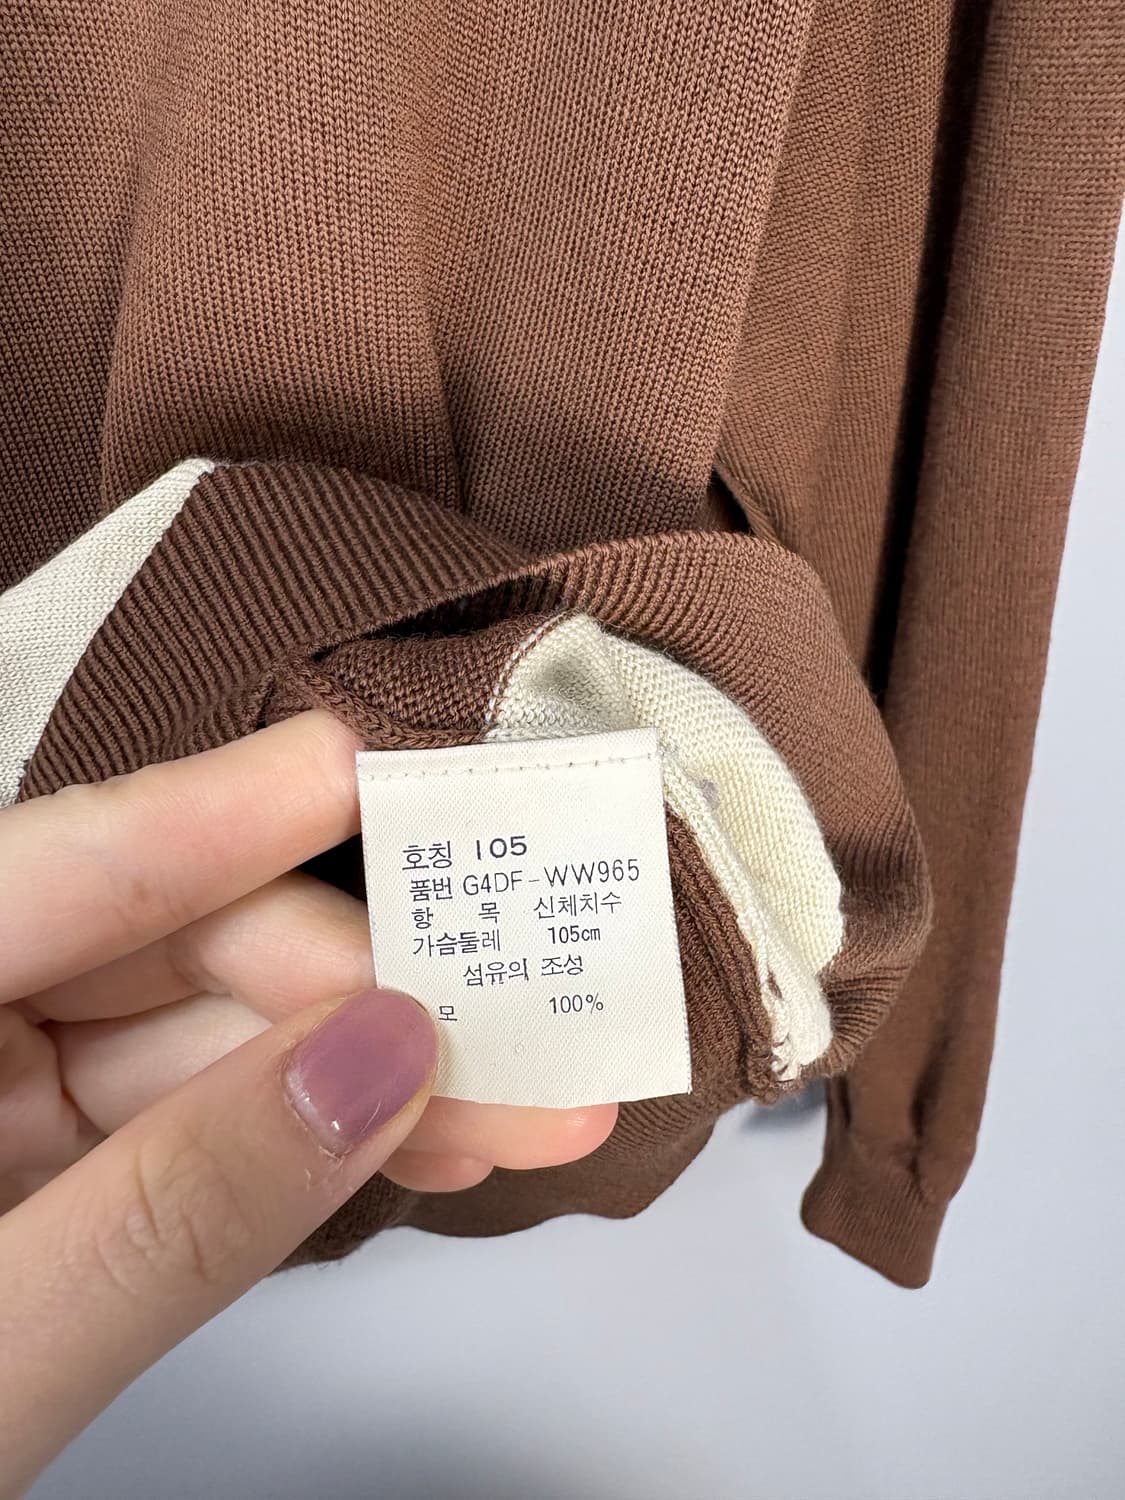 호칭 105
품번 G4DF-WW965
항 목 신체치수
가슴둘레 105cm
섬유의 조성
모 100%